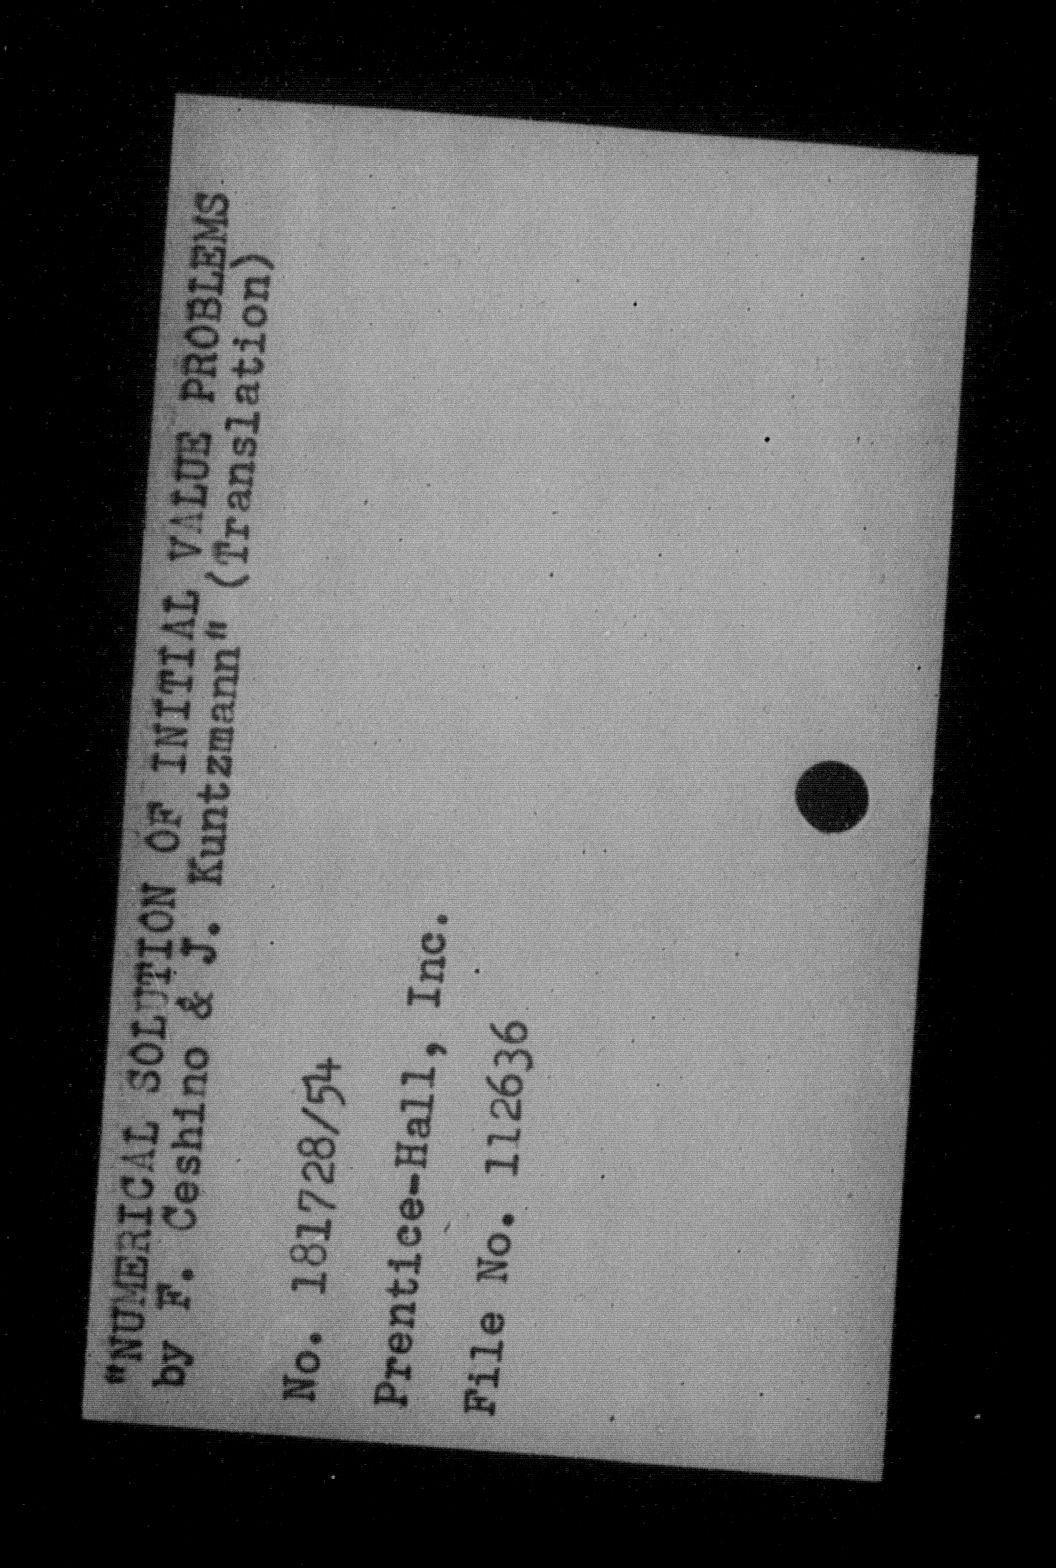 "NUMERICAL SOLUTION OF INITIAL VALUE PROBLEMS
by F. Ceshino & J. Kuntzmann" (Translation)
No. 181728/54
Prentice-Hall, Inc.
File No. 112636